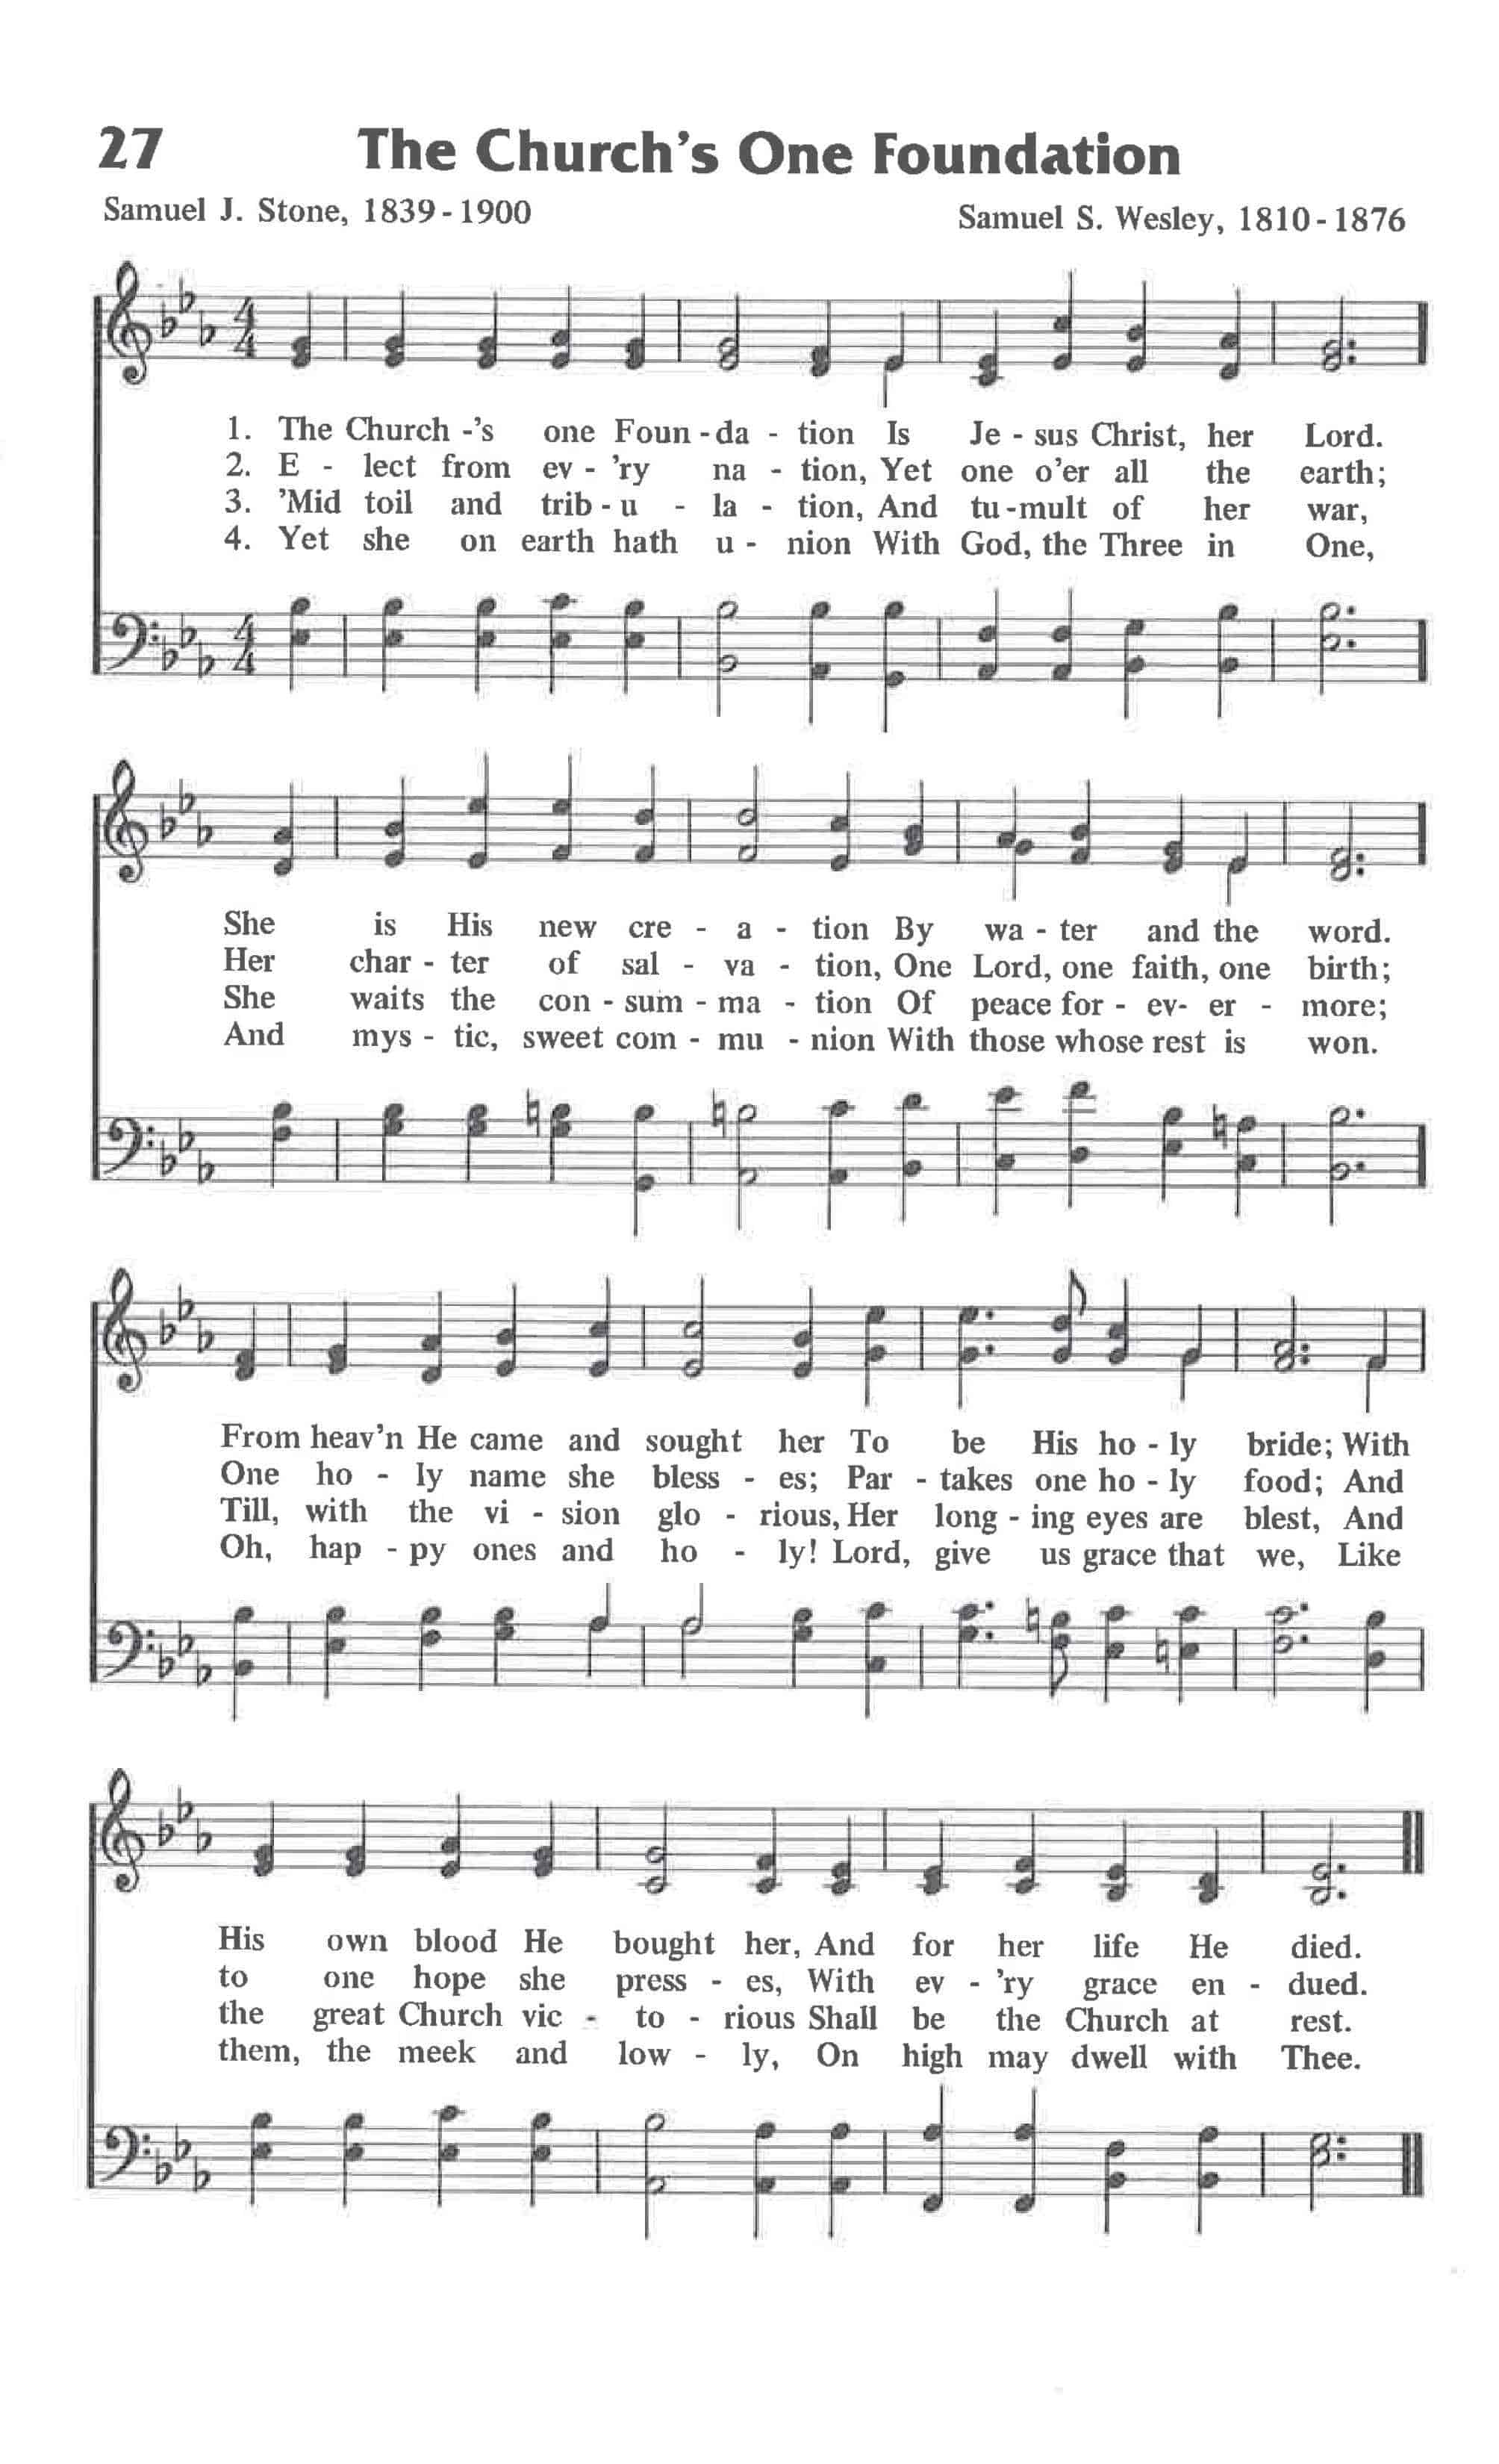 27 The Church's One Foundation
Samuel J. Stone, 1839-1900 Samuel S. Wesley, 1810-1876
4 4
1. The Church-'s one Foun-da-tion Is Je-sus Christ, her Lord.
2. E-lect from ev-'ry na-tion, Yet one o'er all the earth;
3. 'Mid toil and trib-u-la-tion, And tu-mult of her war,
4. Yet she on earth hath u-nion With God, the Three in One,
4 4
She is His new cre-a-tion By wa-ter and the word.
Her char-ter of sal-va-tion, One Lord, one faith, one birth;
She waits the con-sum-ma-tion Of peace for-ev-er-more;
And mys-tic, sweet com-mu-nion With those whose rest is won.
From heav'n He came and sought her To be His ho-ly bride; With
One ho-ly name she bless-es; Par-takes one ho-ly food; And
Till, with the vi-sion glo-rious, Her long-ing eyes are blest, And
Oh, hap-py ones and ho-ly! Lord, give us grace that we, Like
His own blood He bought her, And for her life He died.
to one hope she press-es, With ev-'ry grace en-dued.
the great Church vic-to-rious Shall be the Church at rest.
them, the meek and low-ly, On high may dwell with Thee.